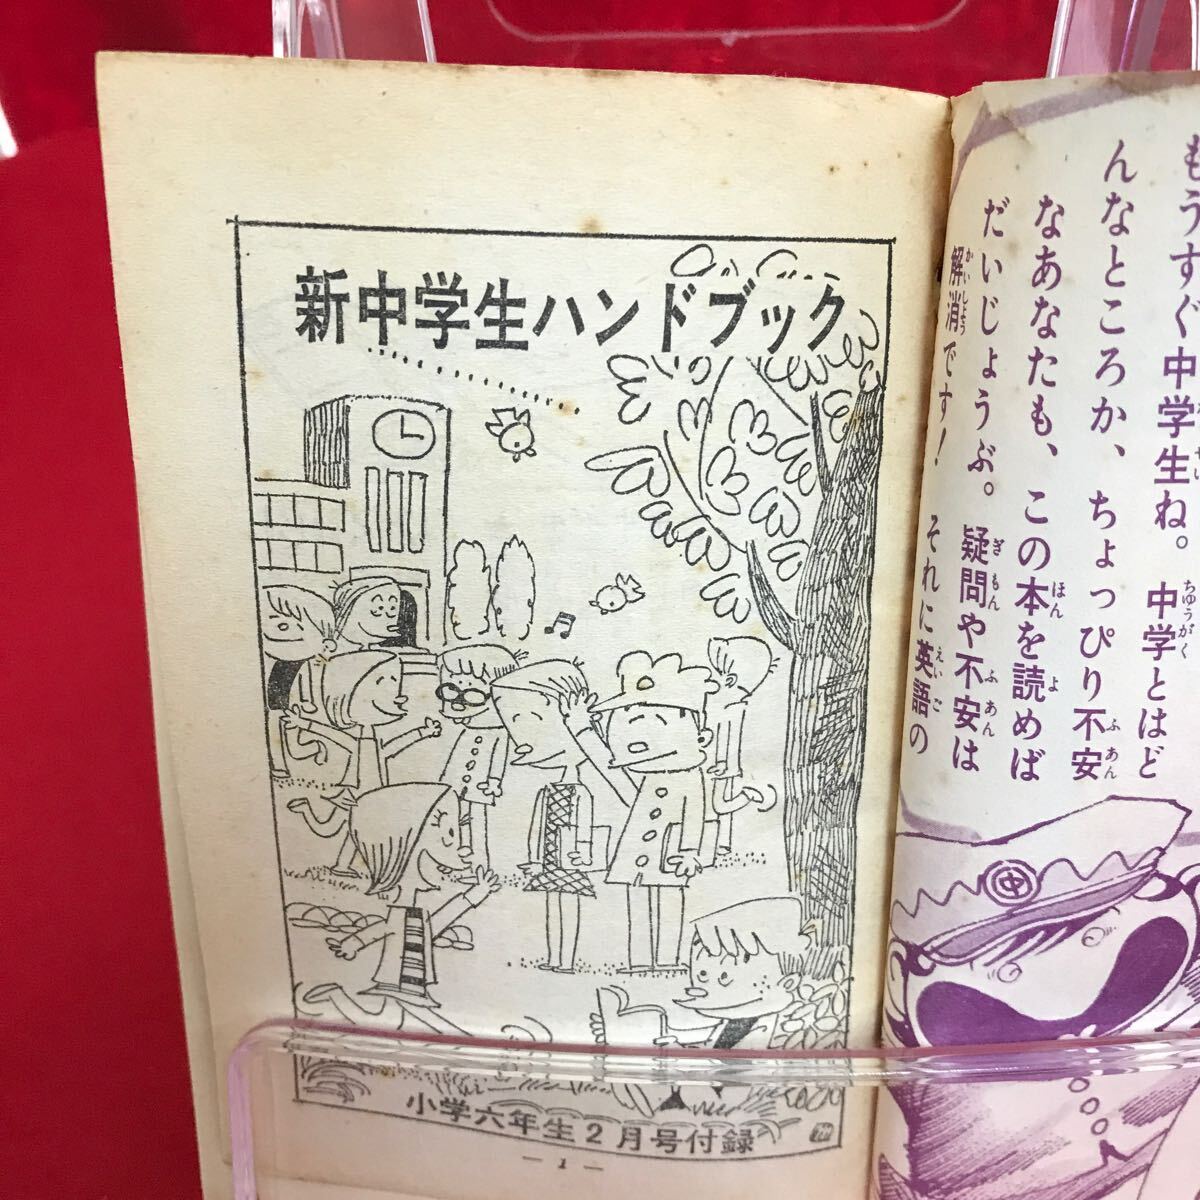 新中学生ハンドブック
小学六年生2月号付録
— 1 —
もうすぐ中学生ね。中学とはど
んなところか、ちょっぴり不安
なあなたも、この本を読めば
だいじょうぶ。疑問や不安は
解消です! それに英語の
中